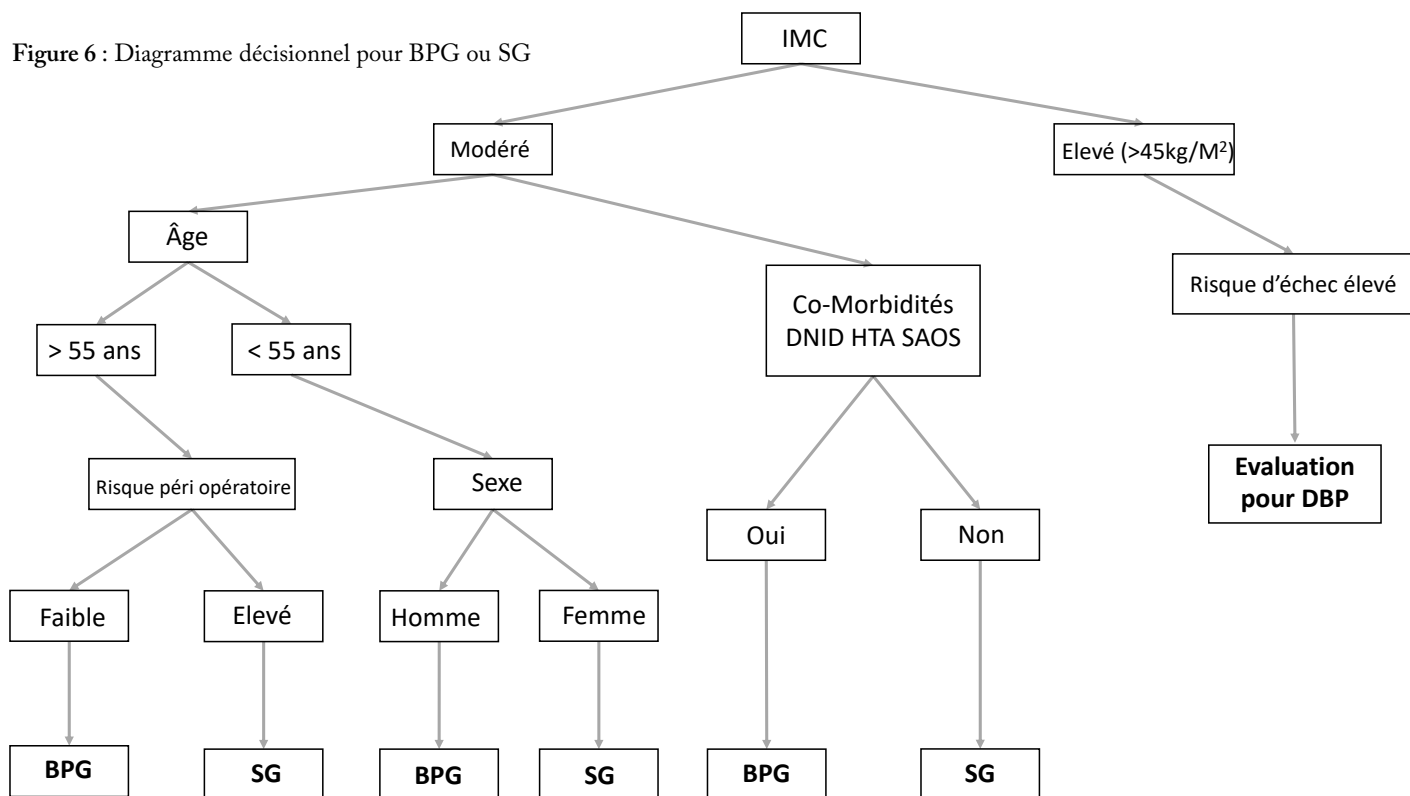 Figure 6 : Diagramme décisionnel pour BPG ou SG
IMC
Modéré
Elevé (>45kg/M²)
Âge
Co-Morbidités
DNID HTA SAOS
Risque d’échec élevé
> 55 ans
< 55 ans
Risque péri opératoire
Sexe
Oui
Non
Evaluation
pour DBP
Faible
Elevé
Homme
Femme
BPG
SG
BPG
SG
BPG
SG